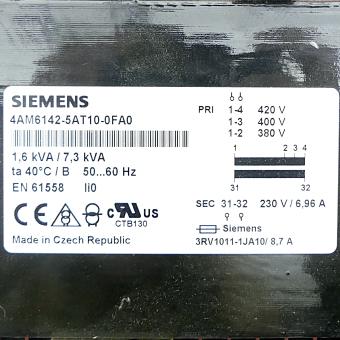 SIEMENS
4AM6142-5AT10-0FA0
1,6 kVA / 7,3 kVA
ta 40°C / B 50...60 Hz
EN 61558 Ii0
CE c UR US
CTB130
Made in Czech Republic
PRI 1-4 420 V
1-3 400 V
1-2 380 V
1 2 3 4
31 32
SEC 31-32 230 V / 6,96 A
Siemens
3RV1011-1JA10/ 8,7 A